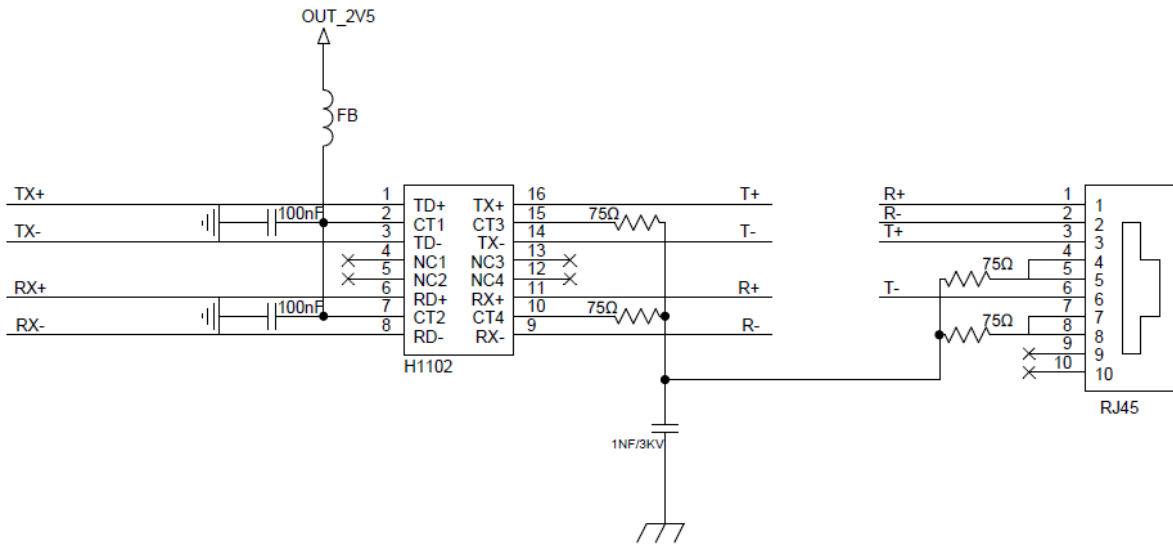 OUT_2V5
FB
TX+ 1 TD+ TX+ 16 T+ R+ 1 1
100nF 2 CT1 CT3 15 75Ω R- 2 2
TX- 3 TD- TX- 14 T- T+ 3 3
4 NC1 NC3 13 4 4
5 NC2 NC4 12 75Ω 5 5
RX+ 6 RD+ RX+ 11 R+ T- 6 6
100nF 7 CT2 CT4 10 75Ω 7 7
RX- 8 RD- RX- 9 R- 75Ω 8 8
9 9
10 10
H1102
RJ45
1NF/3KV